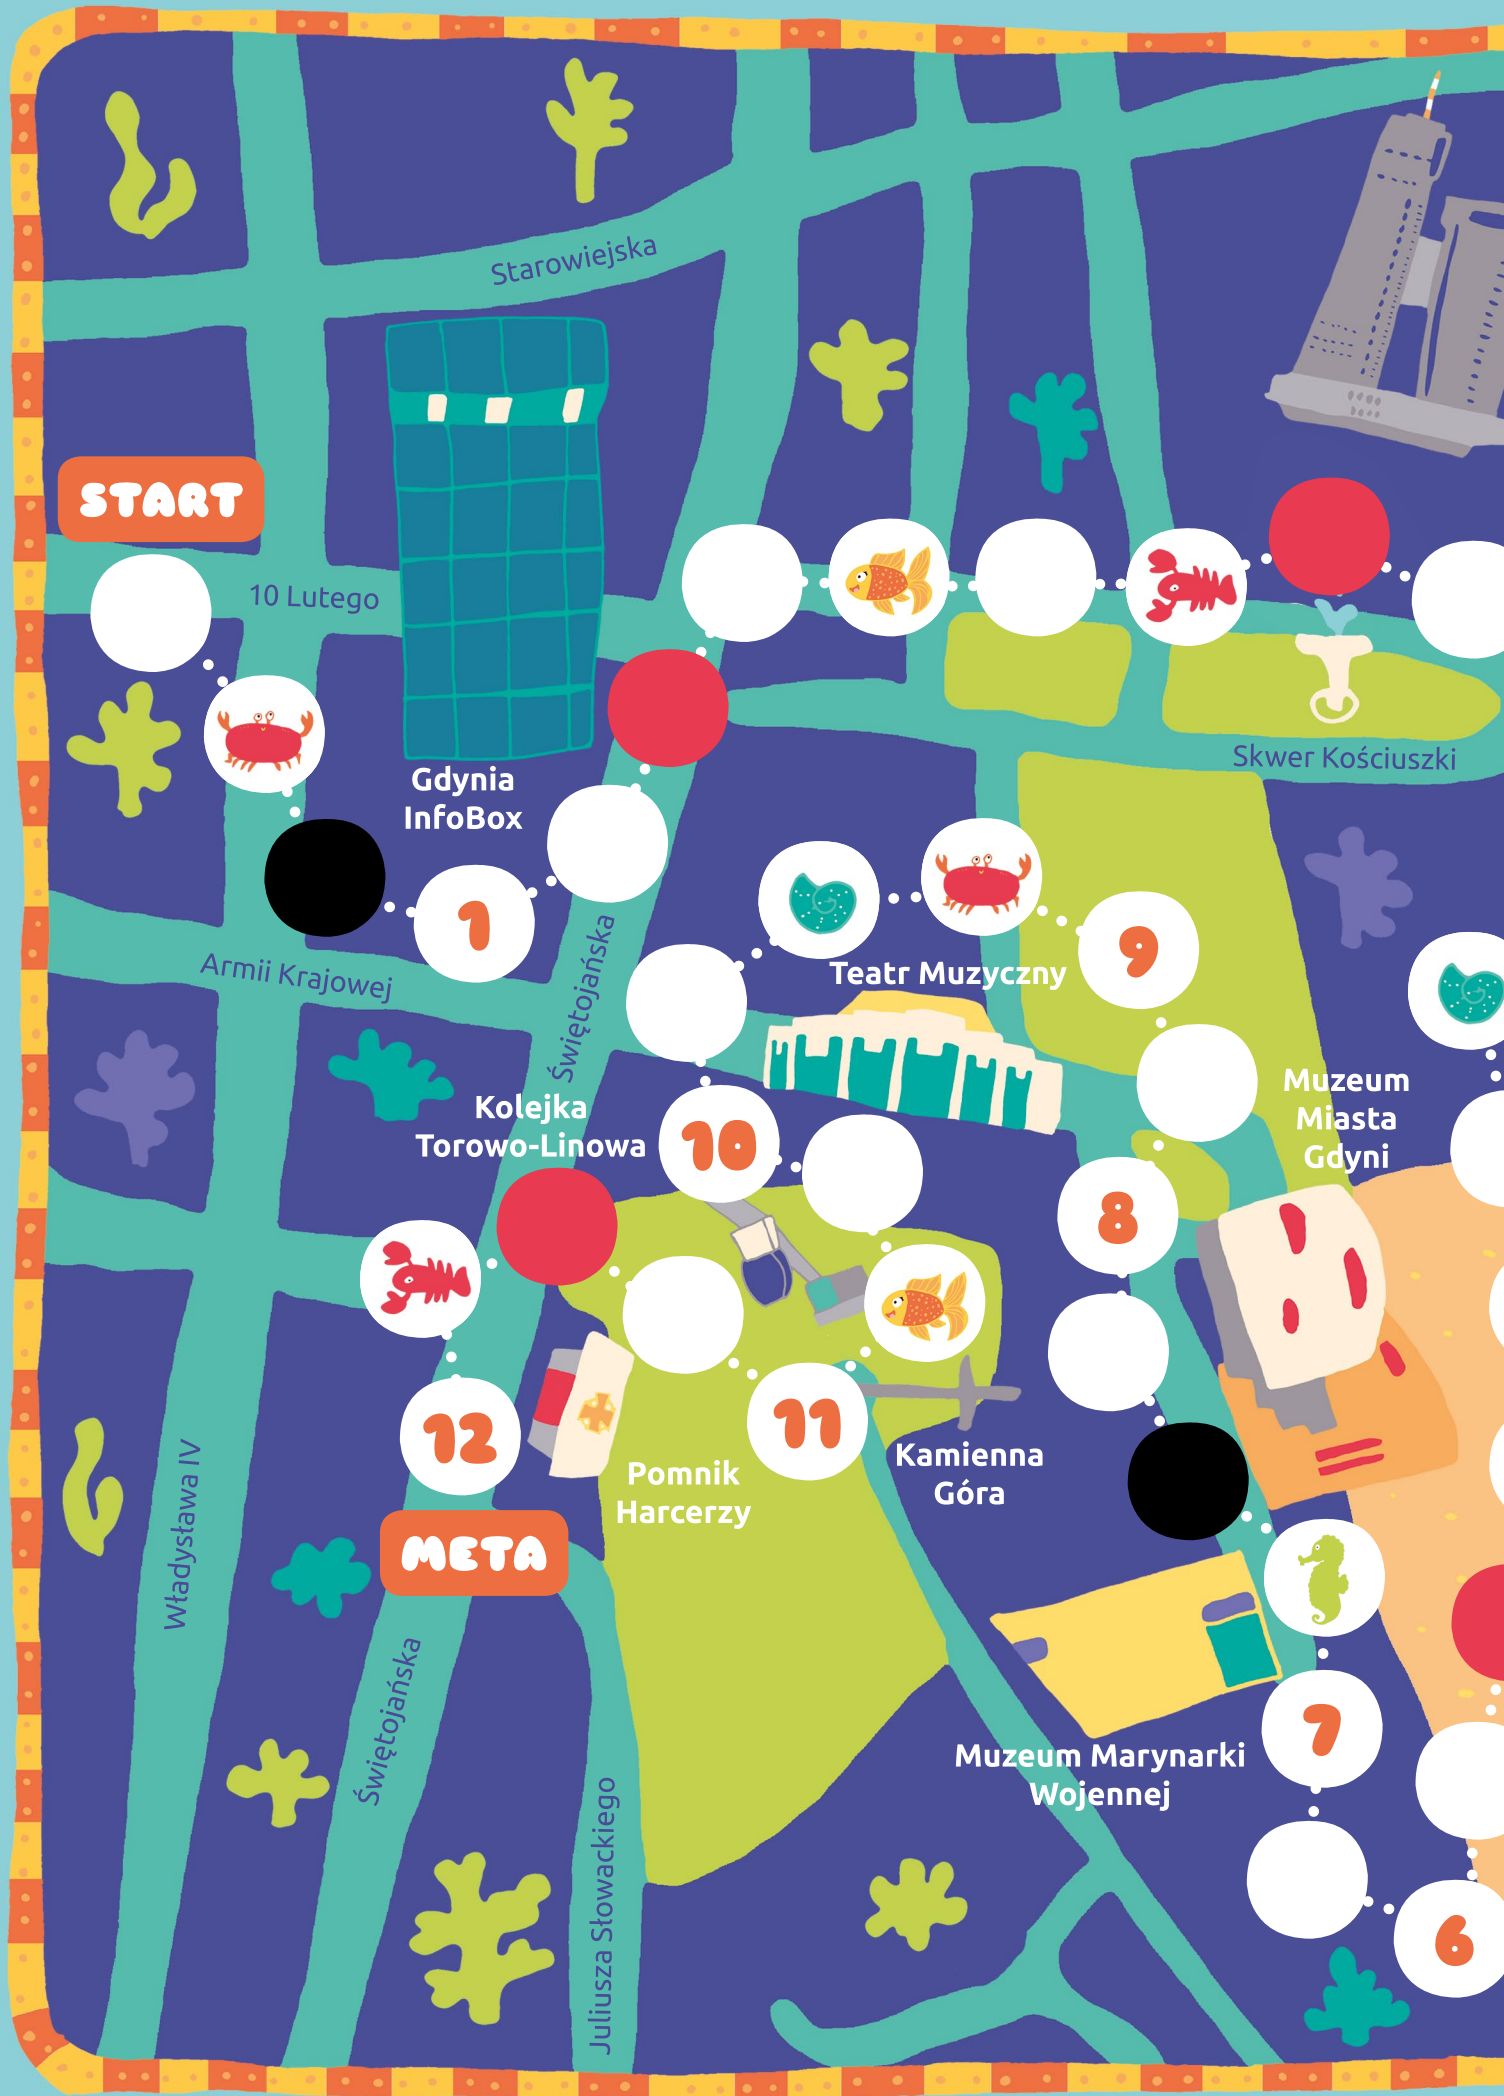 Starowiejska
START
10 Lutego
Skwer Kościuszki
Gdynia
InfoBox
1
Armii Krajowej
Świętojańska
Teatr Muzyczny
9
Muzeum
Miasta
Gdyni
Kolejka
Torowo-Linowa
10
8
12
11
Kamienna
Góra
Pomnik
Harcerzy
META
Władysława IV
Świętojańska
Juliusza Słowackiego
7
Muzeum Marynarki
Wojennej
6